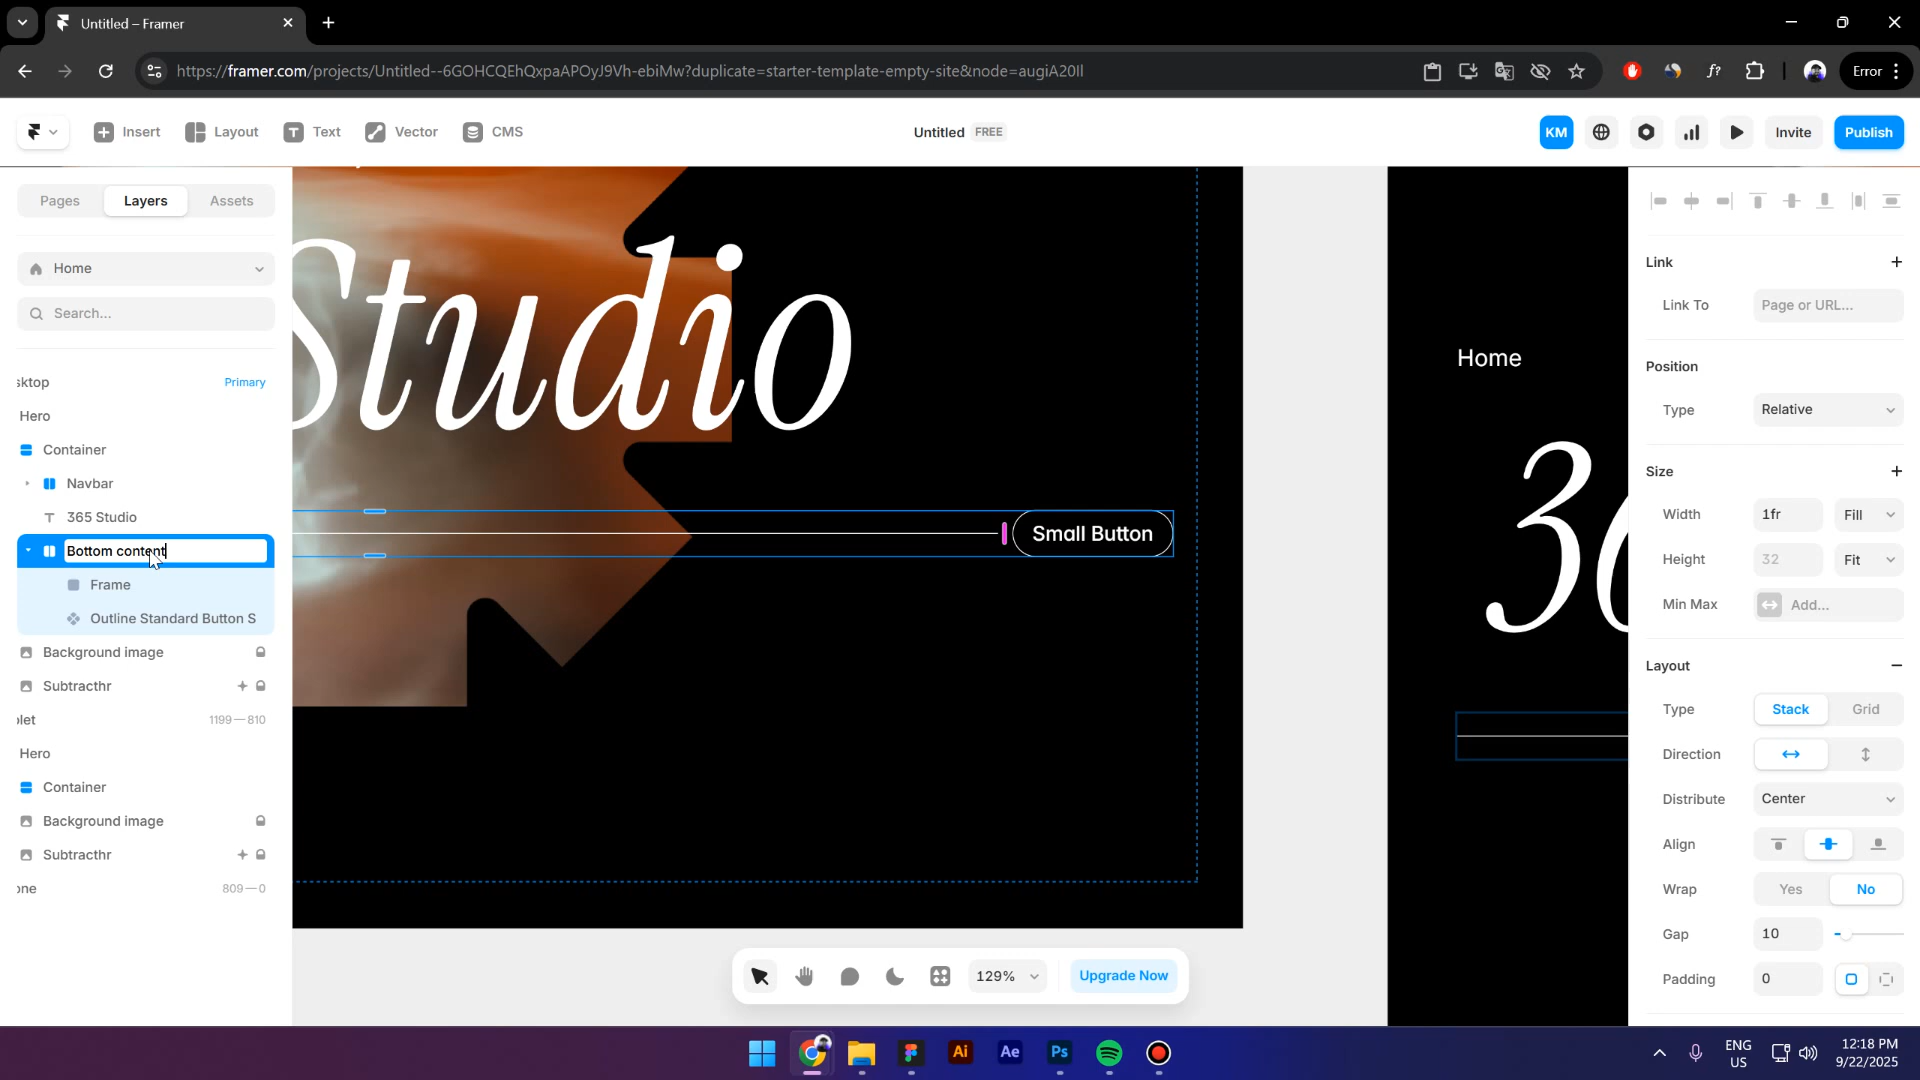 Untitled – Framer
https://framer.com/projects/Untitled--6GOHCQEhQxpaAPOyJ9Vh-ebiMw?duplicate=starter-template-empty-site&node=augiA20Il
Error
Insert
Layout
Text
Vector
CMS
Untitled FREE
KM
Invite
Publish
Pages
Layers
Assets
Home
Search...
sktop
Primary
Hero
Container
Navbar
365 Studio
Bottom content
Frame
Outline Standard Button S
Background image
Subtracthr
olet
1199 — 810
Hero
Container
Background image
Subtracthr
one
809 — 0
Studio
Small Button
Home
36
129%
Upgrade Now
Link
Link To
Page or URL...
Position
Type
Relative
Size
Width
1fr
Fill
Height
32
Fit
Min Max
Add...
Layout
Type
Stack
Grid
Direction
Distribute
Center
Align
Wrap
Yes
No
Gap
10
Padding
0
Ai
Ae
Ps
ENG
US
12:18 PM
9/22/2025